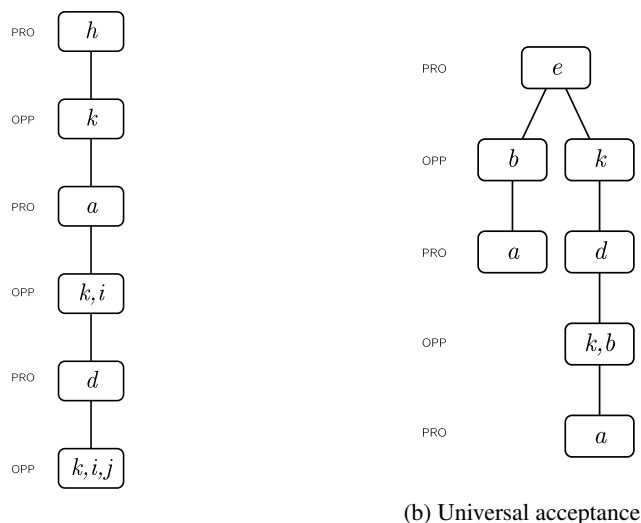 PRO h
OPP k
PRO a
OPP k,i
PRO d
OPP k,i,j
PRO e
OPP b k
PRO a d
OPP k,b
PRO a
(b) Universal acceptance